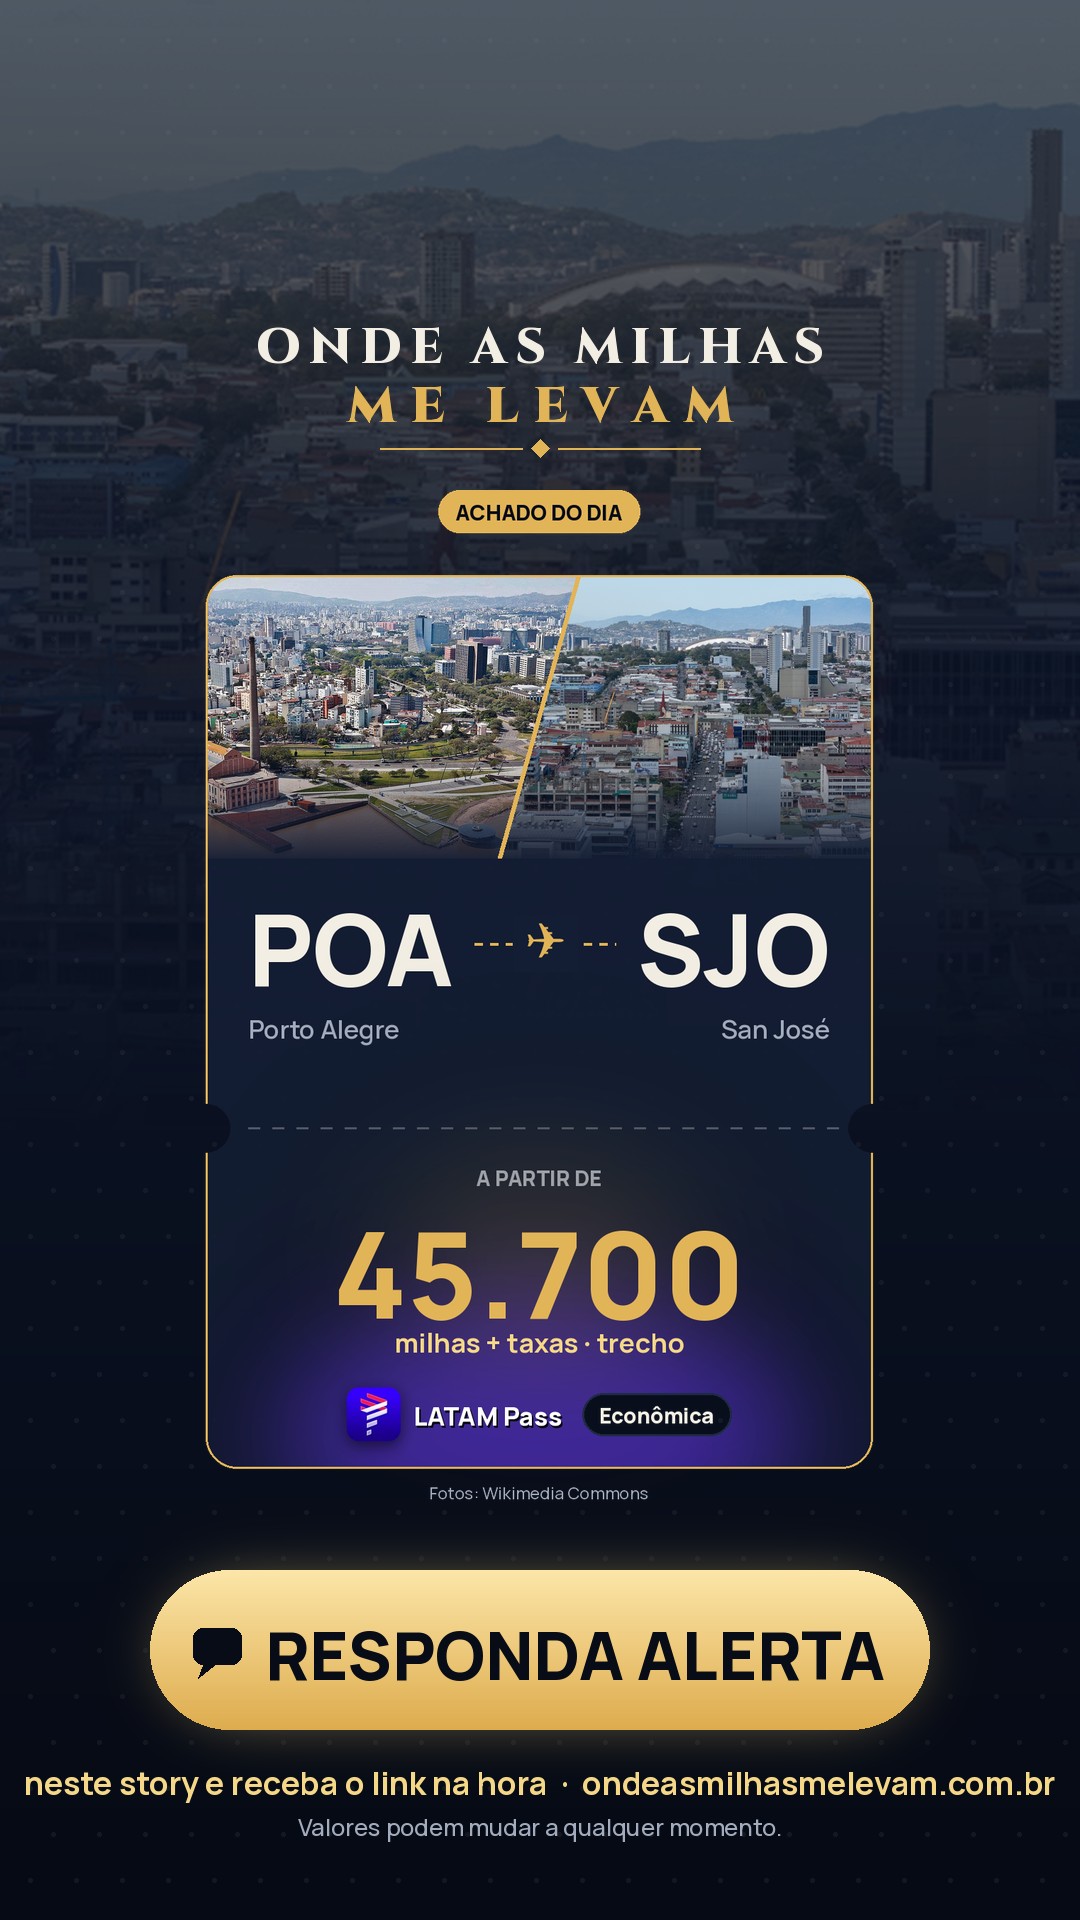 ONDE AS MILHAS
ME LEVAM
ACHADO DO DIA
POA SJO
Porto Alegre San José
A PARTIR DE
45.700
milhas + taxas · trecho
LATAM Pass Econômica
Fotos: Wikimedia Commons
RESPONDA ALERTA
neste story e receba o link na hora · ondeasmilhasmelevam.com.br
Valores podem mudar a qualquer momento.